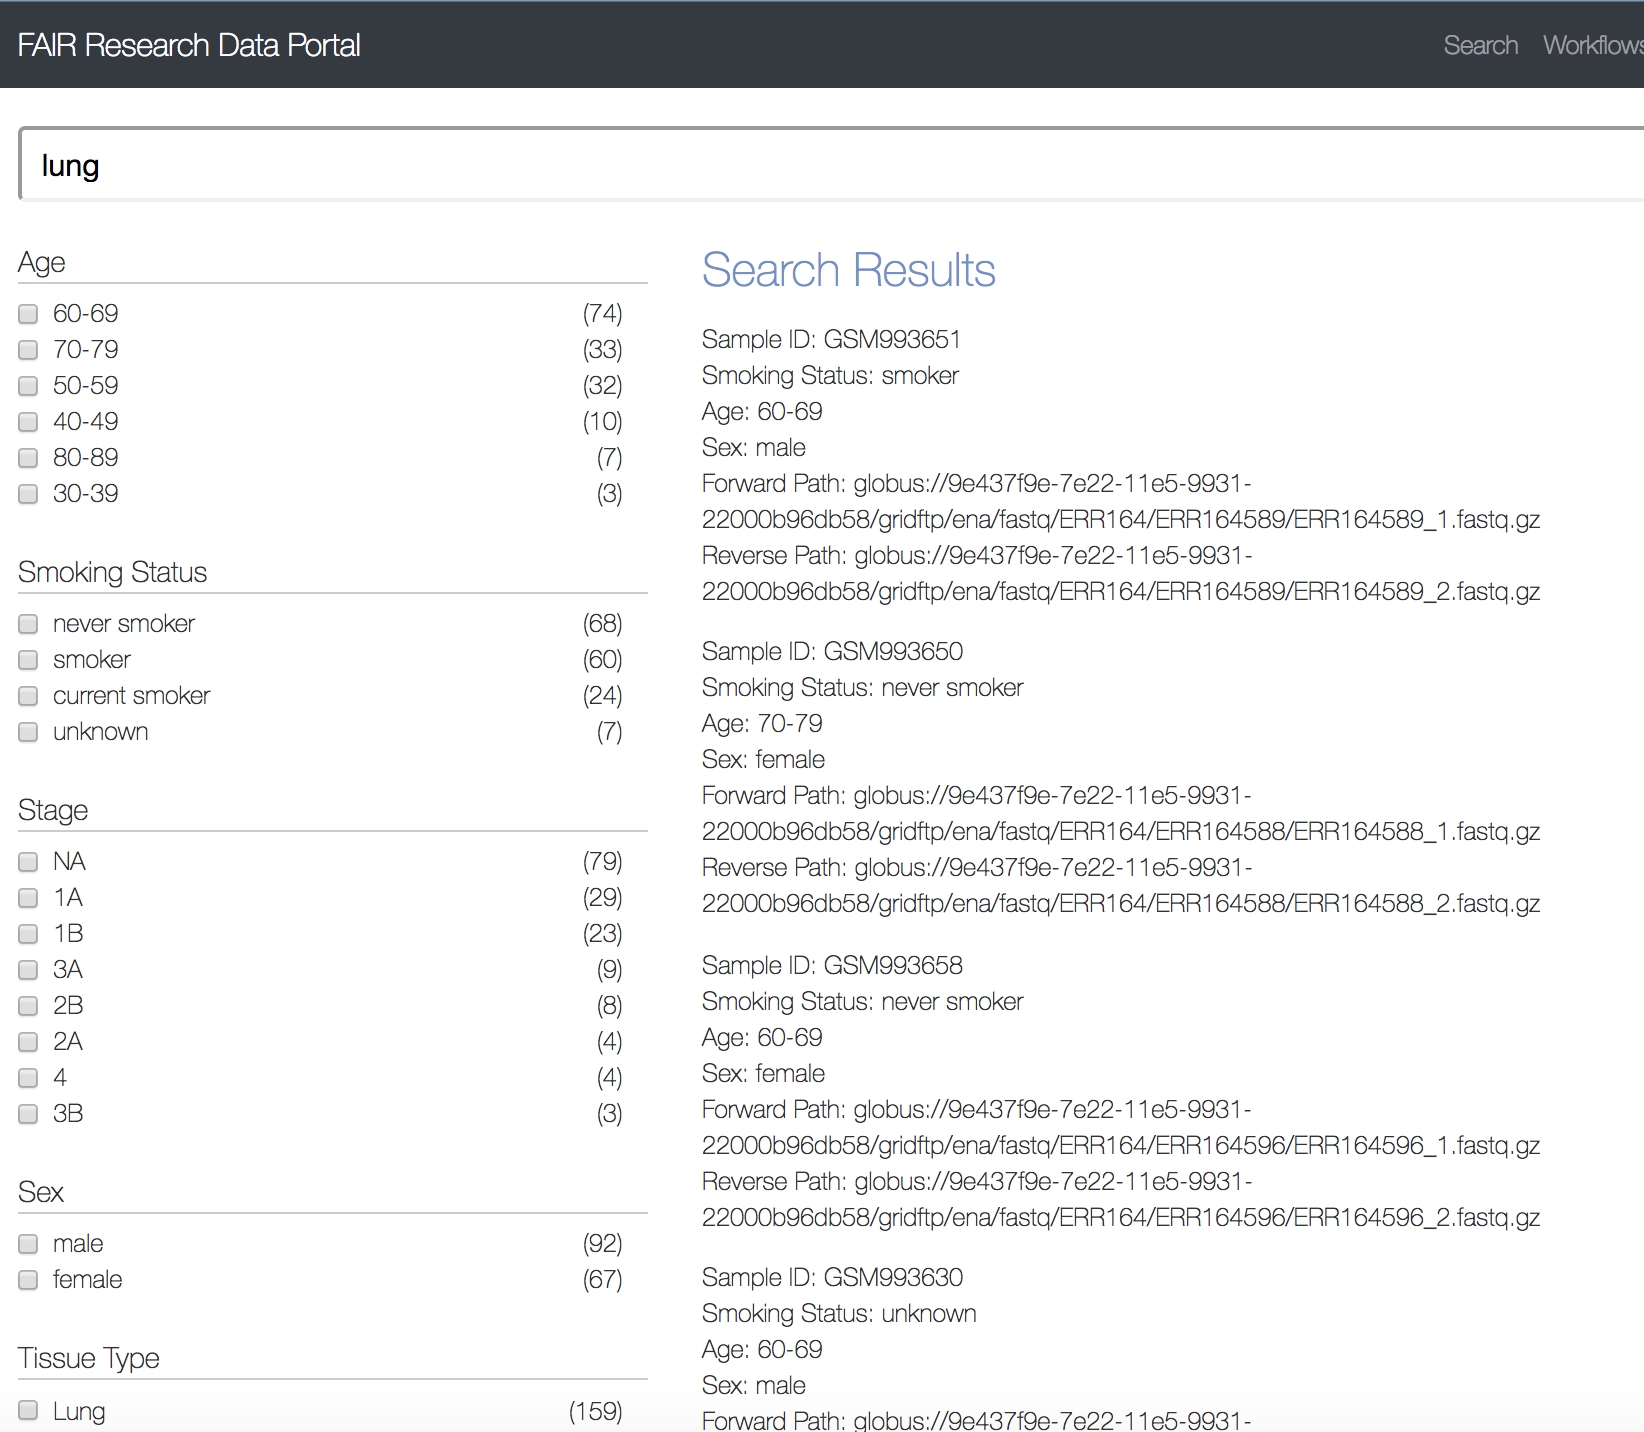 FAIR Research Data Portal
Search Workflows
lung
Age
60-69 (74)
70-79 (33)
50-59 (32)
40-49 (10)
80-89 (7)
30-39 (3)
Smoking Status
never smoker (68)
smoker (60)
current smoker (24)
unknown (7)
Stage
NA (79)
1A (29)
1B (23)
3A (9)
2B (8)
2A (4)
4 (4)
3B (3)
Sex
male (92)
female (67)
Tissue Type
Lung (159)
Search Results
Sample ID: GSM993651
Smoking Status: smoker
Age: 60-69
Sex: male
Forward Path: globus://9e437f9e-7e22-11e5-9931-
22000b96db58/gridftp/ena/fastq/ERR164/ERR164589/ERR164589_1.fastq.gz
Reverse Path: globus://9e437f9e-7e22-11e5-9931-
22000b96db58/gridftp/ena/fastq/ERR164/ERR164589/ERR164589_2.fastq.gz
Sample ID: GSM993650
Smoking Status: never smoker
Age: 70-79
Sex: female
Forward Path: globus://9e437f9e-7e22-11e5-9931-
22000b96db58/gridftp/ena/fastq/ERR164/ERR164588/ERR164588_1.fastq.gz
Reverse Path: globus://9e437f9e-7e22-11e5-9931-
22000b96db58/gridftp/ena/fastq/ERR164/ERR164588/ERR164588_2.fastq.gz
Sample ID: GSM993658
Smoking Status: never smoker
Age: 60-69
Sex: female
Forward Path: globus://9e437f9e-7e22-11e5-9931-
22000b96db58/gridftp/ena/fastq/ERR164/ERR164596/ERR164596_1.fastq.gz
Reverse Path: globus://9e437f9e-7e22-11e5-9931-
22000b96db58/gridftp/ena/fastq/ERR164/ERR164596/ERR164596_2.fastq.gz
Sample ID: GSM993630
Smoking Status: unknown
Age: 60-69
Sex: male
Forward Path: globus://9e437f9e-7e22-11e5-9931-